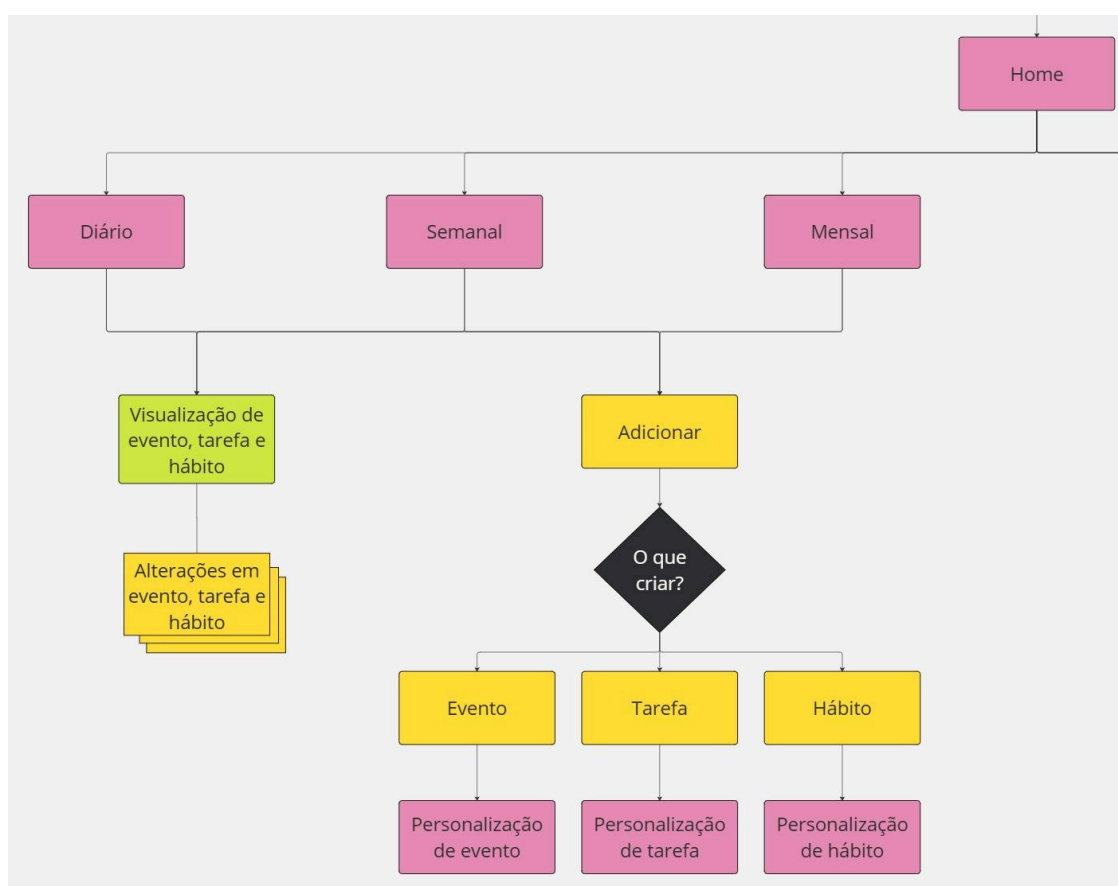 Home
Diário
Semanal
Mensal
Visualização de
evento, tarefa e
hábito
Adicionar
Alterações em
evento, tarefa e
hábito
O que
criar?
Evento
Tarefa
Hábito
Personalização
de evento
Personalização
de tarefa
Personalização
de hábito